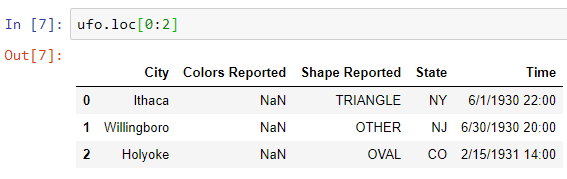 In [7]: ufo.loc[0:2]
Out[7]:
City Colors Reported Shape Reported State Time
0 Ithaca NaN TRIANGLE NY 6/1/1930 22:00
1 Willingboro NaN OTHER NJ 6/30/1930 20:00
2 Holyoke NaN OVAL CO 2/15/1931 14:00